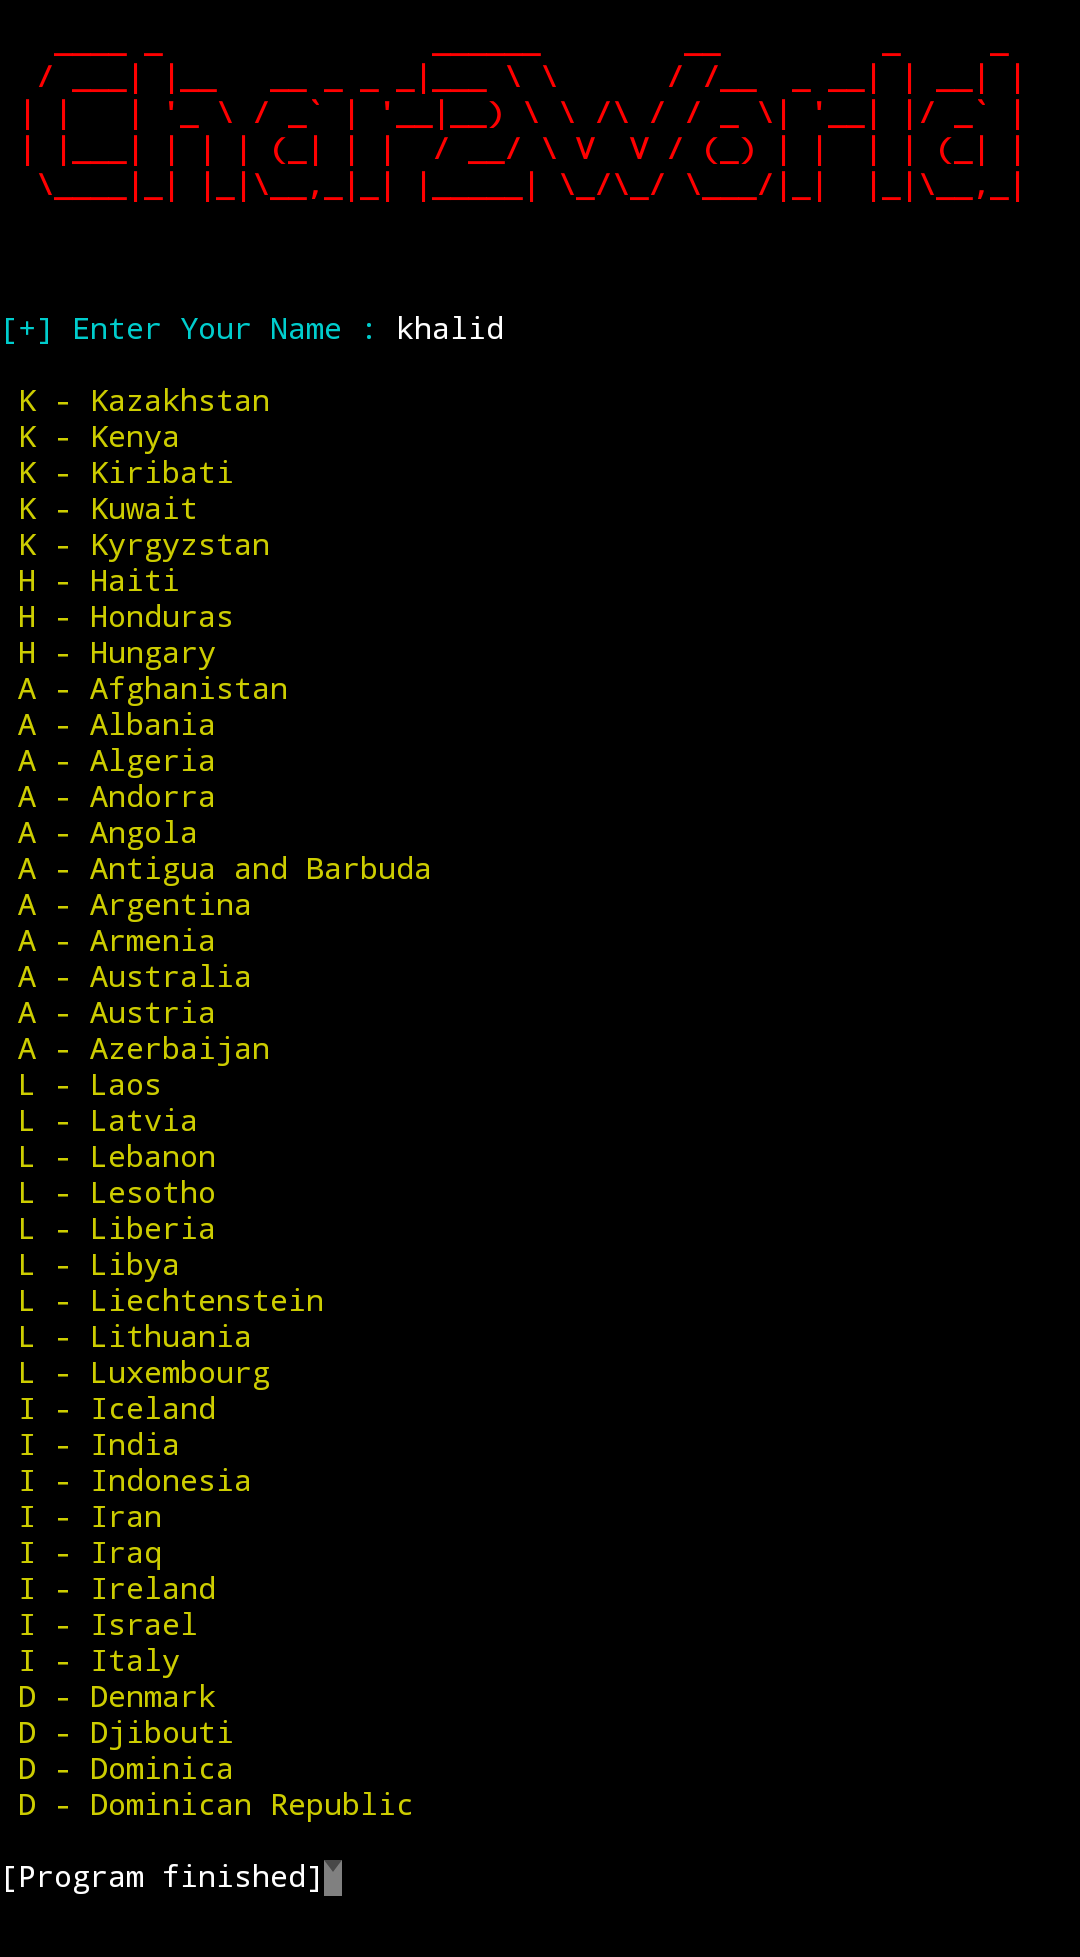 Char2World
[+] Enter Your Name : khalid
K - Kazakhstan
K - Kenya
K - Kiribati
K - Kuwait
K - Kyrgyzstan
H - Haiti
H - Honduras
H - Hungary
A - Afghanistan
A - Albania
A - Algeria
A - Andorra
A - Angola
A - Antigua and Barbuda
A - Argentina
A - Armenia
A - Australia
A - Austria
A - Azerbaijan
L - Laos
L - Latvia
L - Lebanon
L - Lesotho
L - Liberia
L - Libya
L - Liechtenstein
L - Lithuania
L - Luxembourg
I - Iceland
I - India
I - Indonesia
I - Iran
I - Iraq
I - Ireland
I - Israel
I - Italy
D - Denmark
D - Djibouti
D - Dominica
D - Dominican Republic
[Program finished]